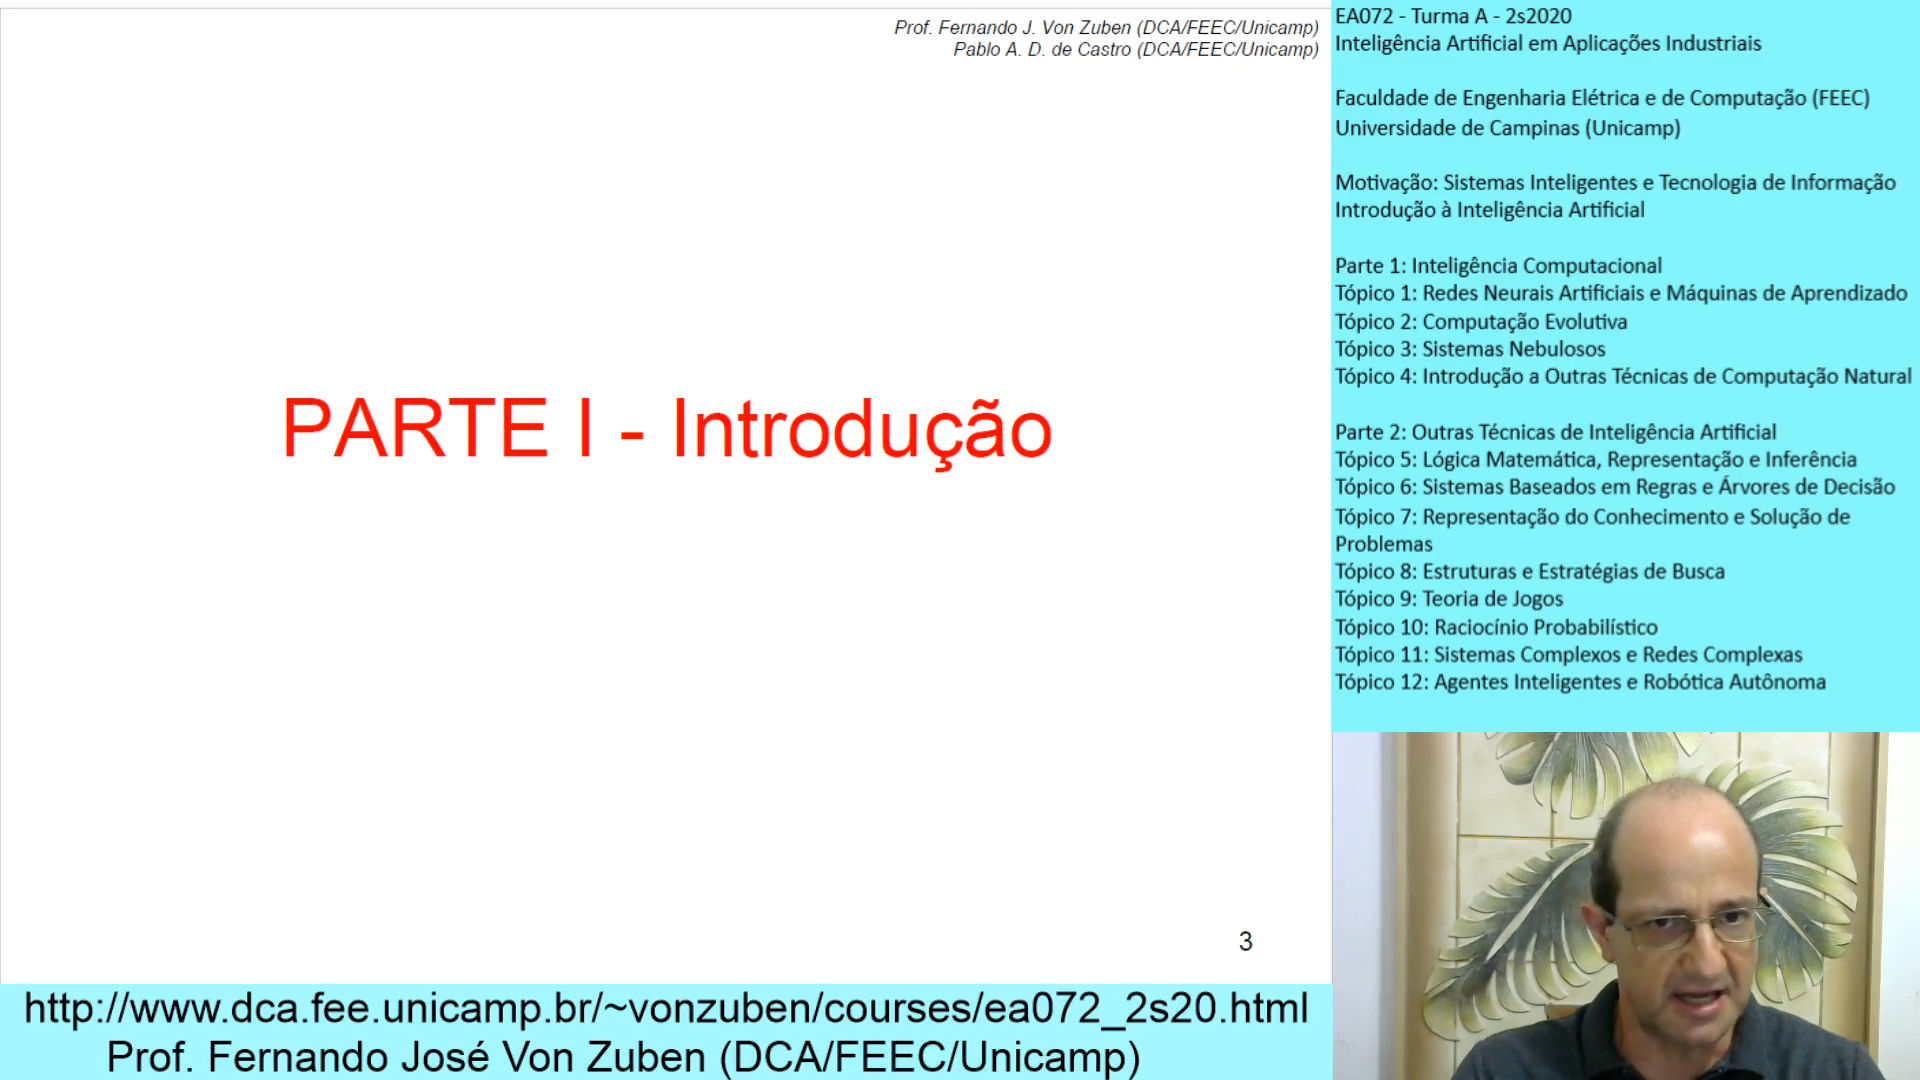 Prof. Fernando J. Von Zuben (DCA/FEEC/Unicamp)
Pablo A. D. de Castro (DCA/FEEC/Unicamp)
PARTE I - Introdução
3
http://www.dca.fee.unicamp.br/~vonzuben/courses/ea072_2s20.html
Prof. Fernando José Von Zuben (DCA/FEEC/Unicamp)
EA072 - Turma A - 2s2020
Inteligência Artificial em Aplicações Industriais
Faculdade de Engenharia Elétrica e de Computação (FEEC)
Universidade de Campinas (Unicamp)
Motivação: Sistemas Inteligentes e Tecnologia de Informação
Introdução à Inteligência Artificial
Parte 1: Inteligência Computacional
Tópico 1: Redes Neurais Artificiais e Máquinas de Aprendizado
Tópico 2: Computação Evolutiva
Tópico 3: Sistemas Nebulosos
Tópico 4: Introdução a Outras Técnicas de Computação Natural
Parte 2: Outras Técnicas de Inteligência Artificial
Tópico 5: Lógica Matemática, Representação e Inferência
Tópico 6: Sistemas Baseados em Regras e Árvores de Decisão
Tópico 7: Representação do Conhecimento e Solução de
Problemas
Tópico 8: Estruturas e Estratégias de Busca
Tópico 9: Teoria de Jogos
Tópico 10: Raciocínio Probabilístico
Tópico 11: Sistemas Complexos e Redes Complexas
Tópico 12: Agentes Inteligentes e Robótica Autônoma